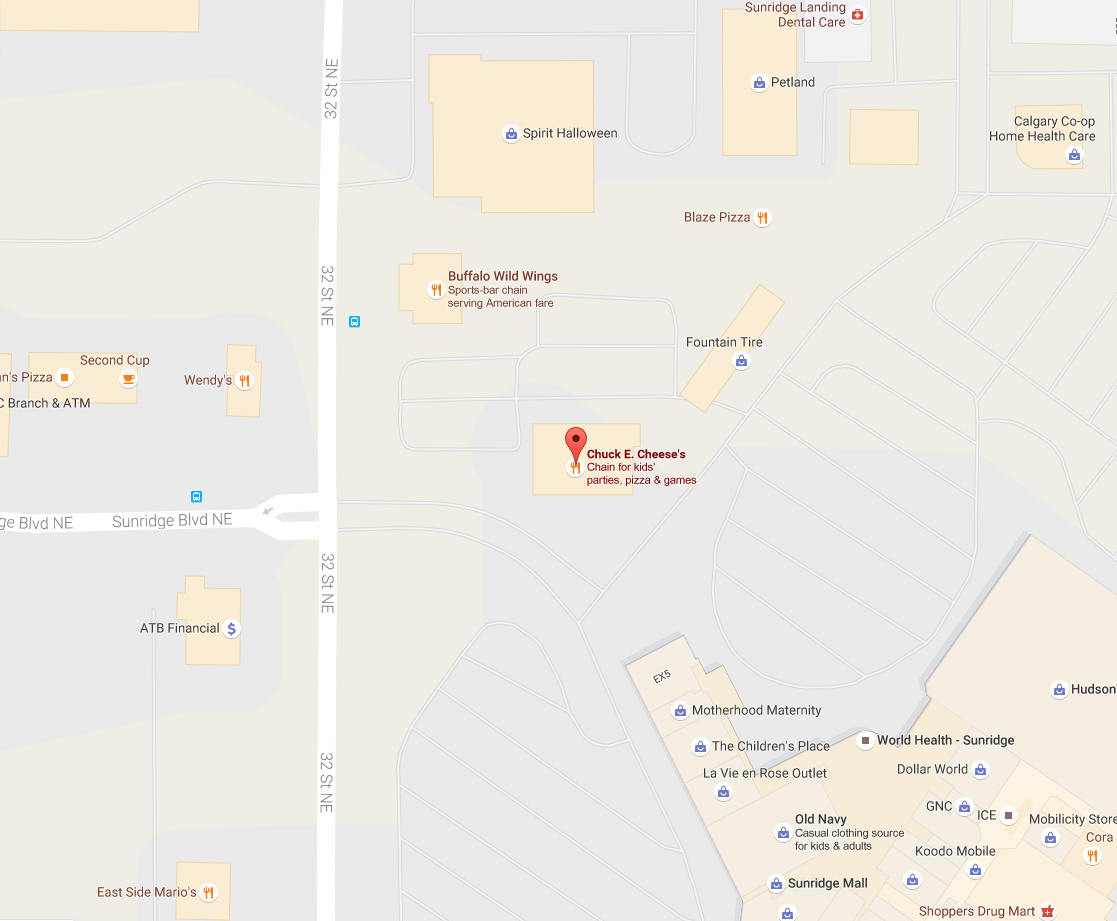 Sunridge Landing
Dental Care
Petland
32 St NE
Spirit Halloween
Calgary Co-op
Home Health Care
Blaze Pizza
Buffalo Wild Wings
Sports-bar chain
serving American fare
32 St NE
Fountain Tire
Second Cup
n's Pizza
Wendy's
C Branch & ATM
Chuck E. Cheese's
Chain for kids'
parties, pizza & games
ge Blvd NE
Sunridge Blvd NE
32 St NE
ATB Financial
EX5
Hudson'
Motherhood Maternity
The Children's Place
World Health - Sunridge
La Vie en Rose Outlet
Dollar World
32 St NE
GNC
ICE
Old Navy
Casual clothing source
for kids & adults
Mobilicity Store
Cora
Koodo Mobile
Sunridge Mall
East Side Mario's
Shoppers Drug Mart